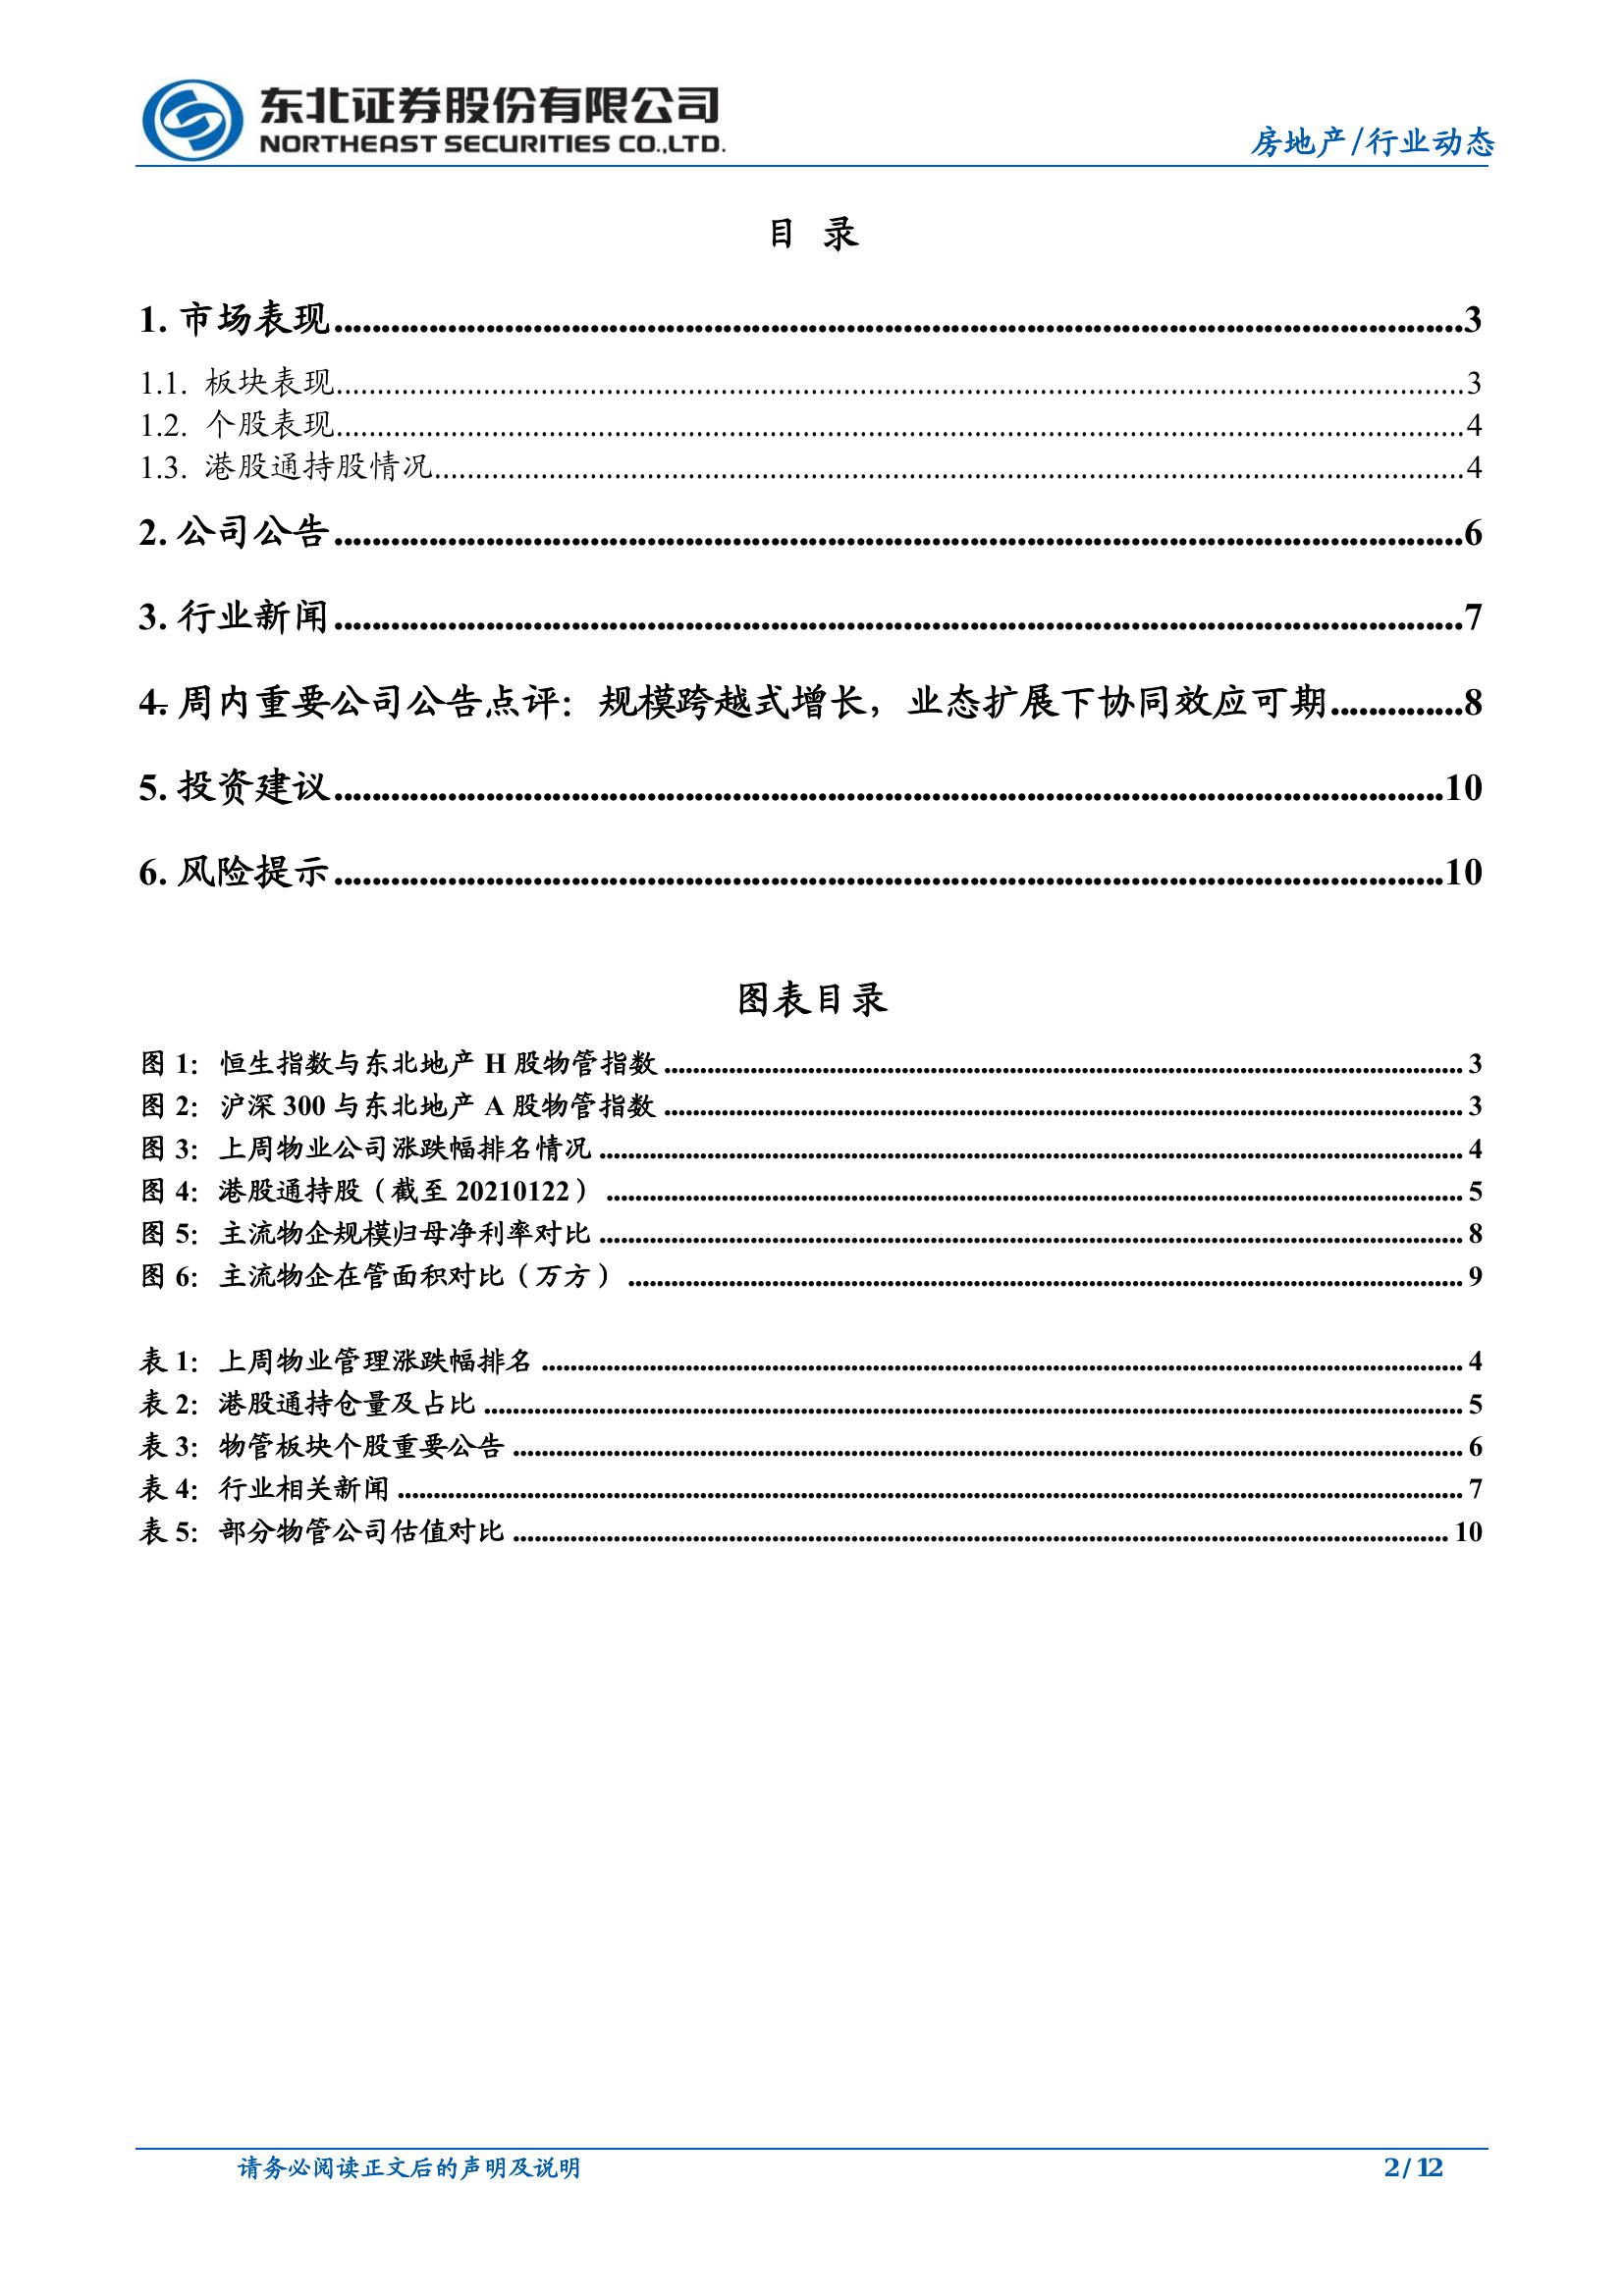 东北证券股份有限公司
NORTHEAST SECURITIES CO.,LTD.
房地产/行业动态
目 录
1. 市场表现............................................................3
1.1. 板块表现............................................................3
1.2. 个股表现............................................................4
1.3. 港股通持股情况............................................................4
2. 公司公告............................................................6
3. 行业新闻............................................................7
4. 周内重要公司公告点评：规模跨越式增长，业态扩展下协同效应可期..............8
5. 投资建议............................................................10
6. 风险提示............................................................10
图表目录
图 1：恒生指数与东北地产 H 股物管指数 ............................................................ 3
图 2：沪深 300 与东北地产 A 股物管指数 ............................................................ 3
图 3：上周物业公司涨跌幅排名情况 ............................................................ 4
图 4：港股通持股（截至 20210122） ............................................................ 5
图 5：主流物企规模归母净利率对比 ............................................................ 8
图 6：主流物企在管面积对比（万方） ............................................................ 9
表 1：上周物业管理涨跌幅排名 ............................................................ 4
表 2：港股通持仓量及占比 ............................................................ 5
表 3：物管板块个股重要公告 ............................................................ 6
表 4：行业相关新闻 ............................................................ 7
表 5：部分物管公司估值对比 ............................................................ 10
请务必阅读正文后的声明及说明
2 / 12